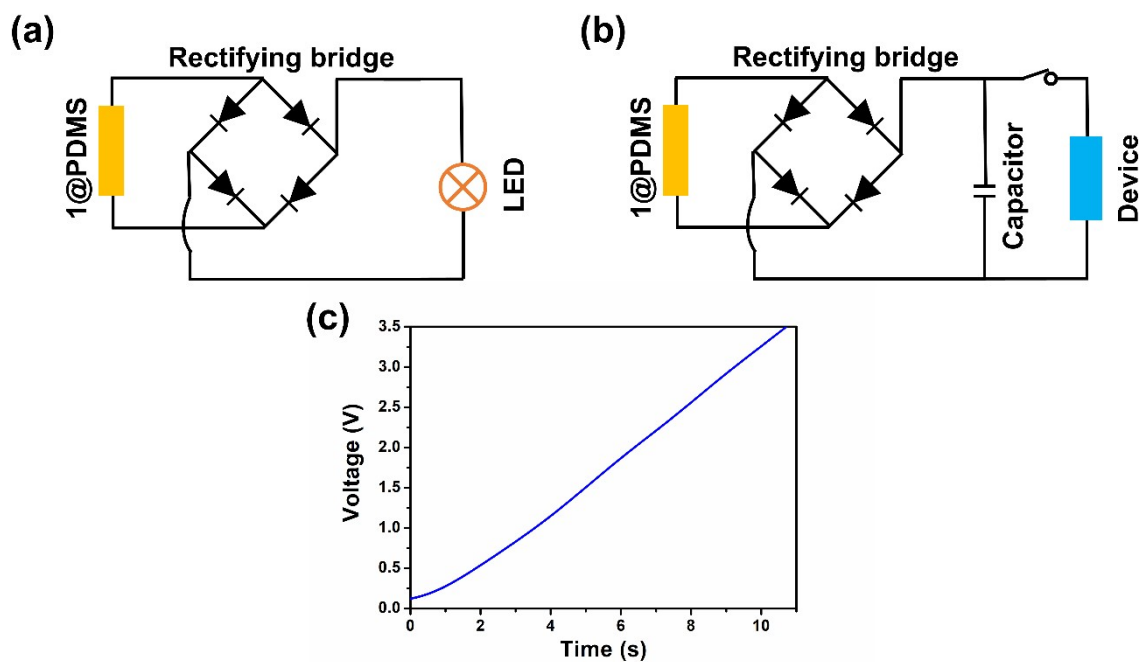 (a)
Rectifying bridge
1@PDMS
LED
(b)
Rectifying bridge
1@PDMS
Capacitor
Device
(c)
Voltage (V)
3.5
3.0
2.5
2.0
1.5
1.0
0.5
0.0
0 2 4 6 8 10
Time (s)